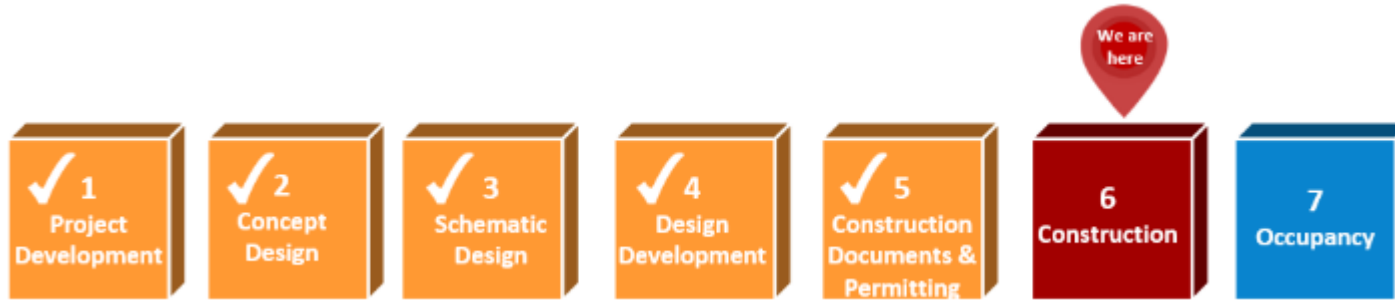 We are
here
1
Project
Development
2
Concept
Design
3
Schematic
Design
4
Design
Development
5
Construction
Documents &
Permitting
6
Construction
7
Occupancy